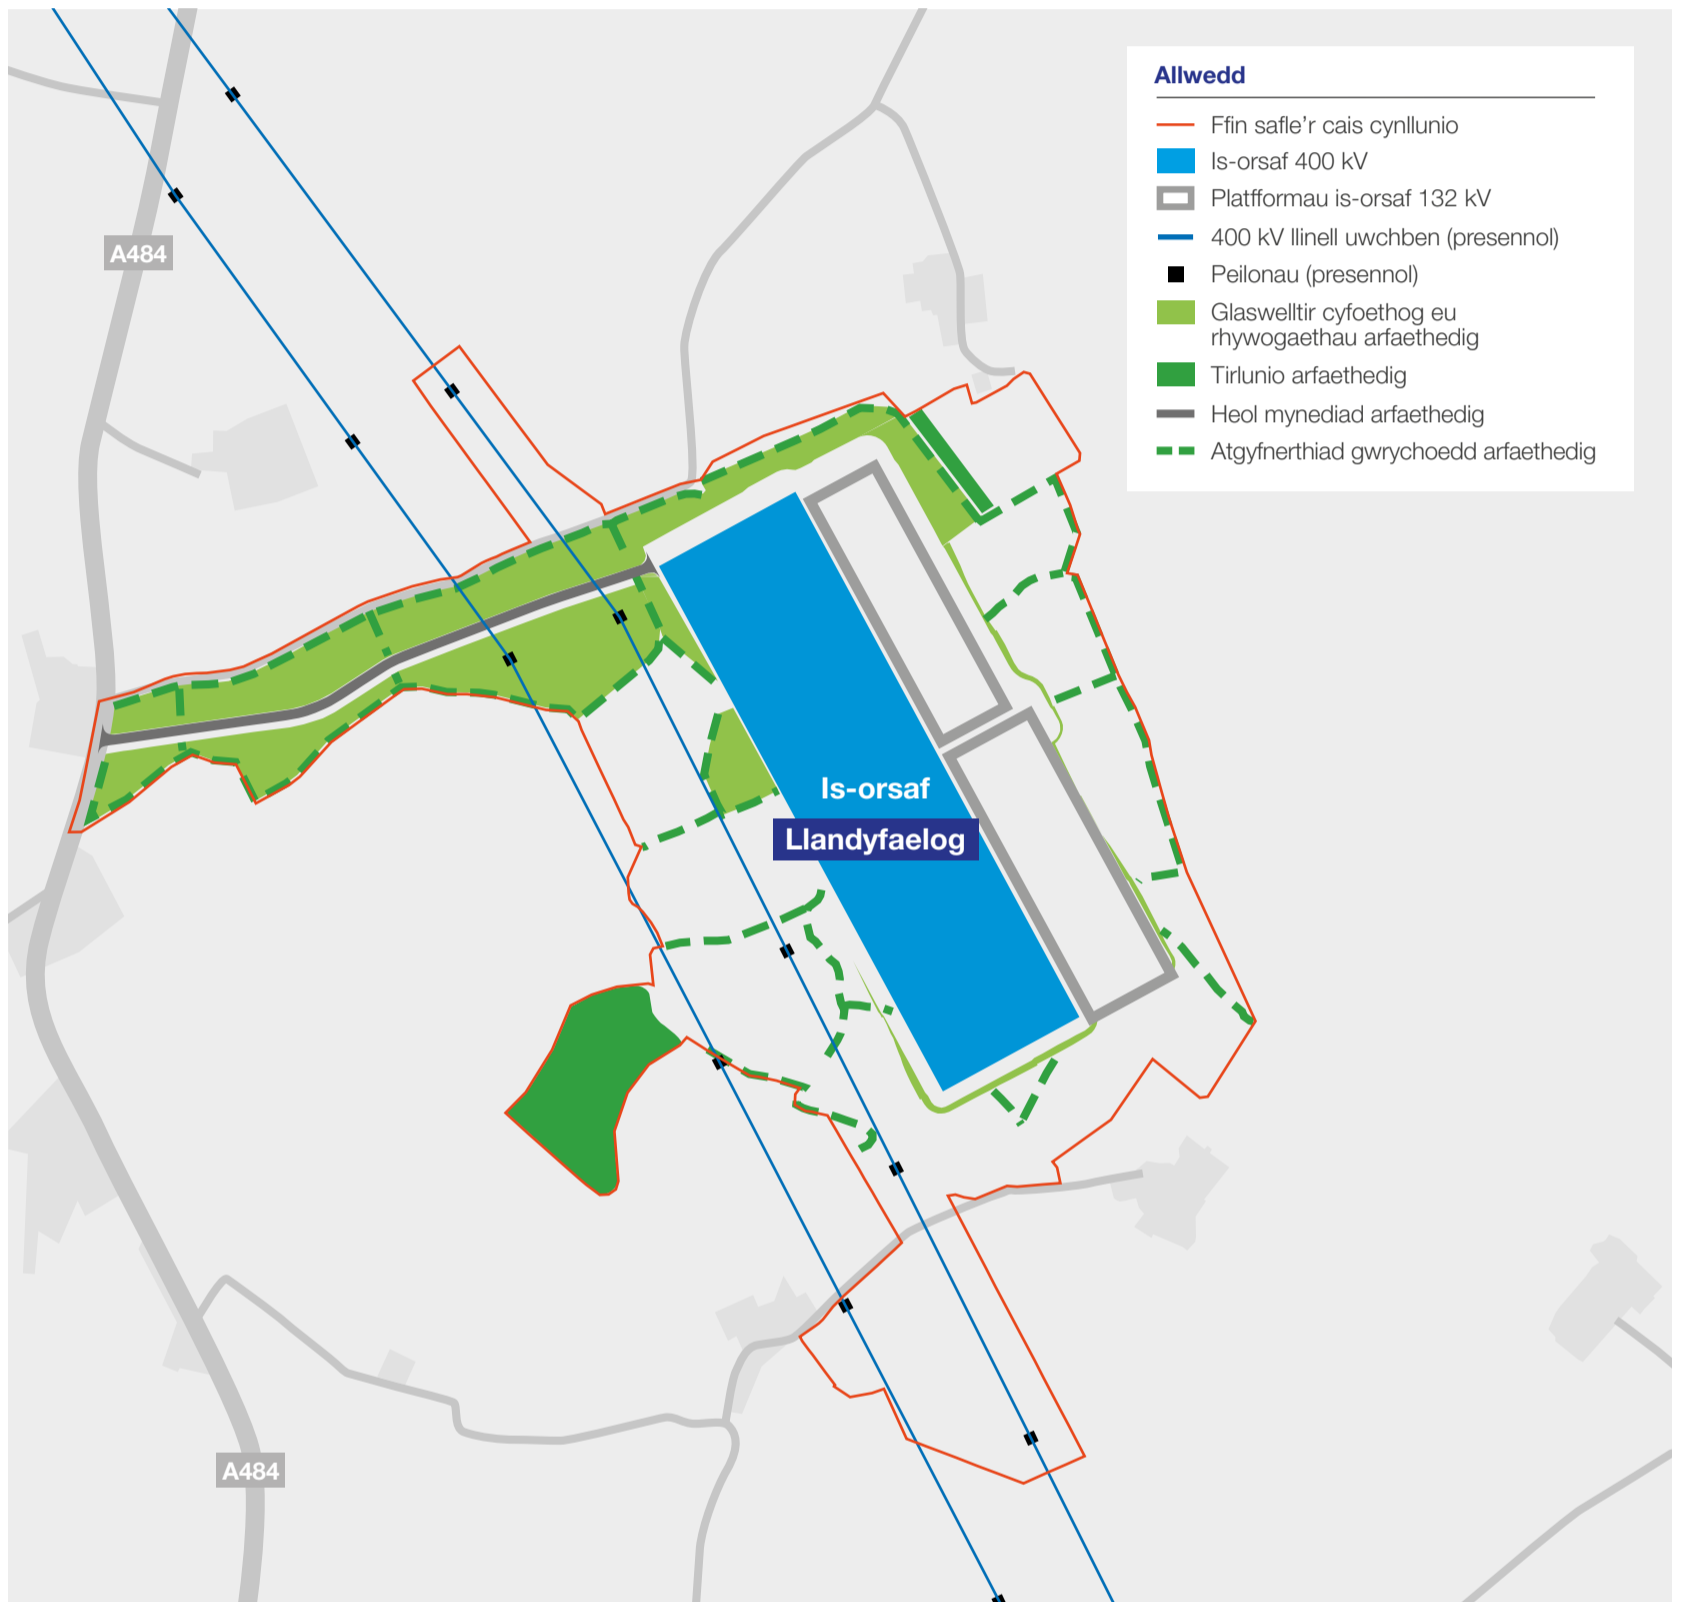 Allwedd
Ffin safle’r cais cynllunio
Is-orsaf 400 kV
Platfformau is-orsaf 132 kV
400 kV llinell uwchben (presennol)
Peilonau (presennol)
Glaswelltir cyfoethog eu
rhywogaethau arfaethedig
Tirlunio arfaethedig
Heol mynediad arfaethedig
Atgyfnerthiad gwrychoedd arfaethedig
A484
Is-orsaf
Llandyfaelog
A484